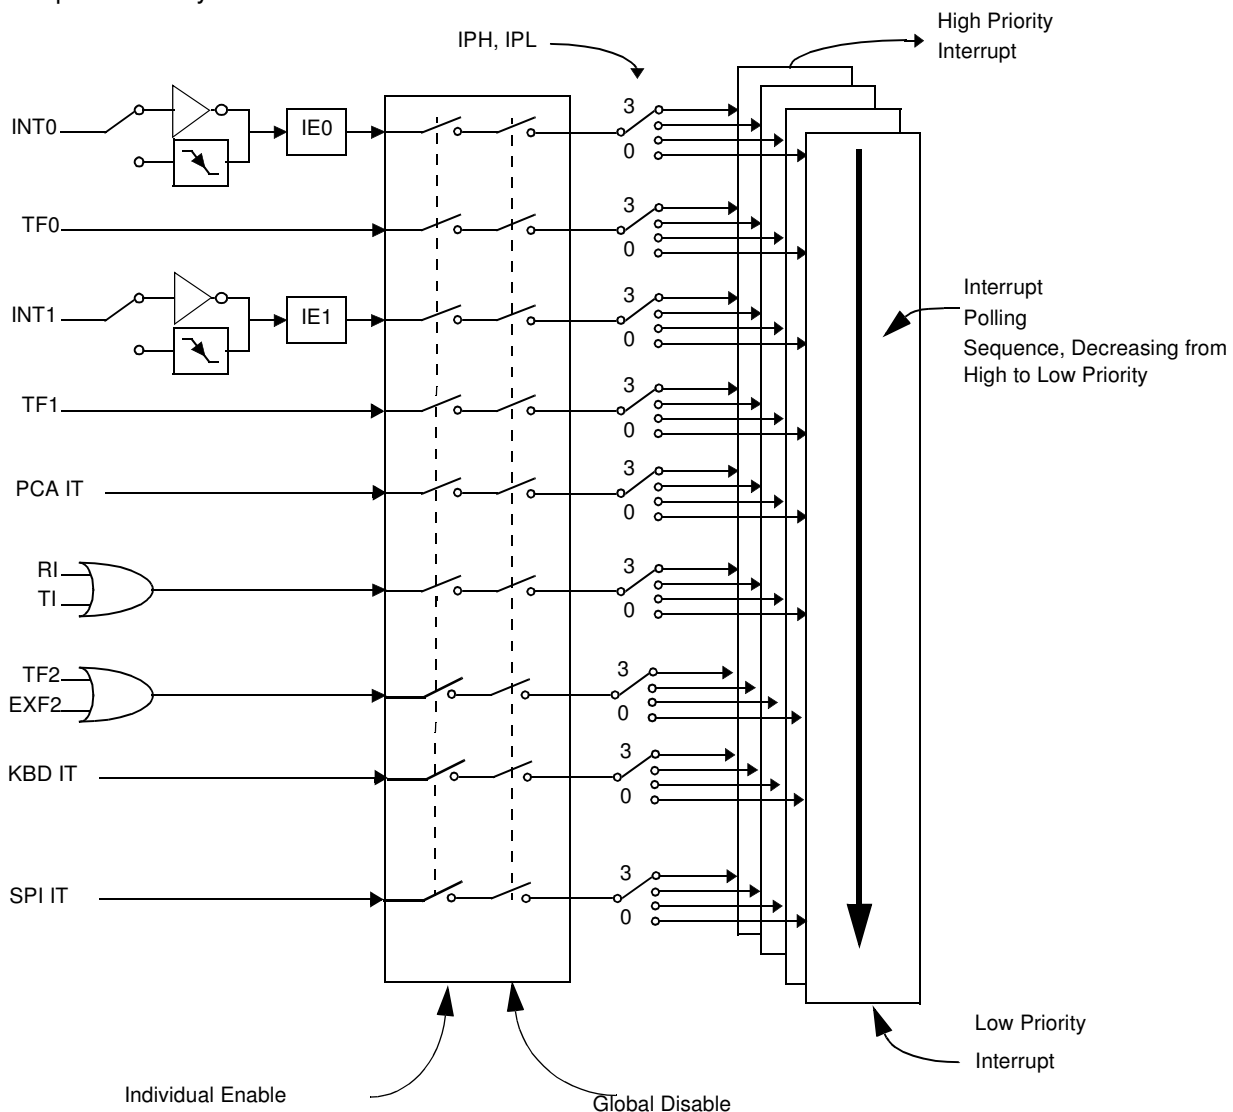 High Priority
Interrupt
IPH, IPL
3
INT0
IE0
0
3
TF0
0
3
INT1
IE1
0
Interrupt
Polling
Sequence, Decreasing from
High to Low Priority
3
TF1
0
3
PCA IT
0
3
RI
TI
0
3
TF2
EXF2
0
3
KBD IT
0
3
SPI IT
0
Low Priority
Interrupt
Individual Enable
Global Disable